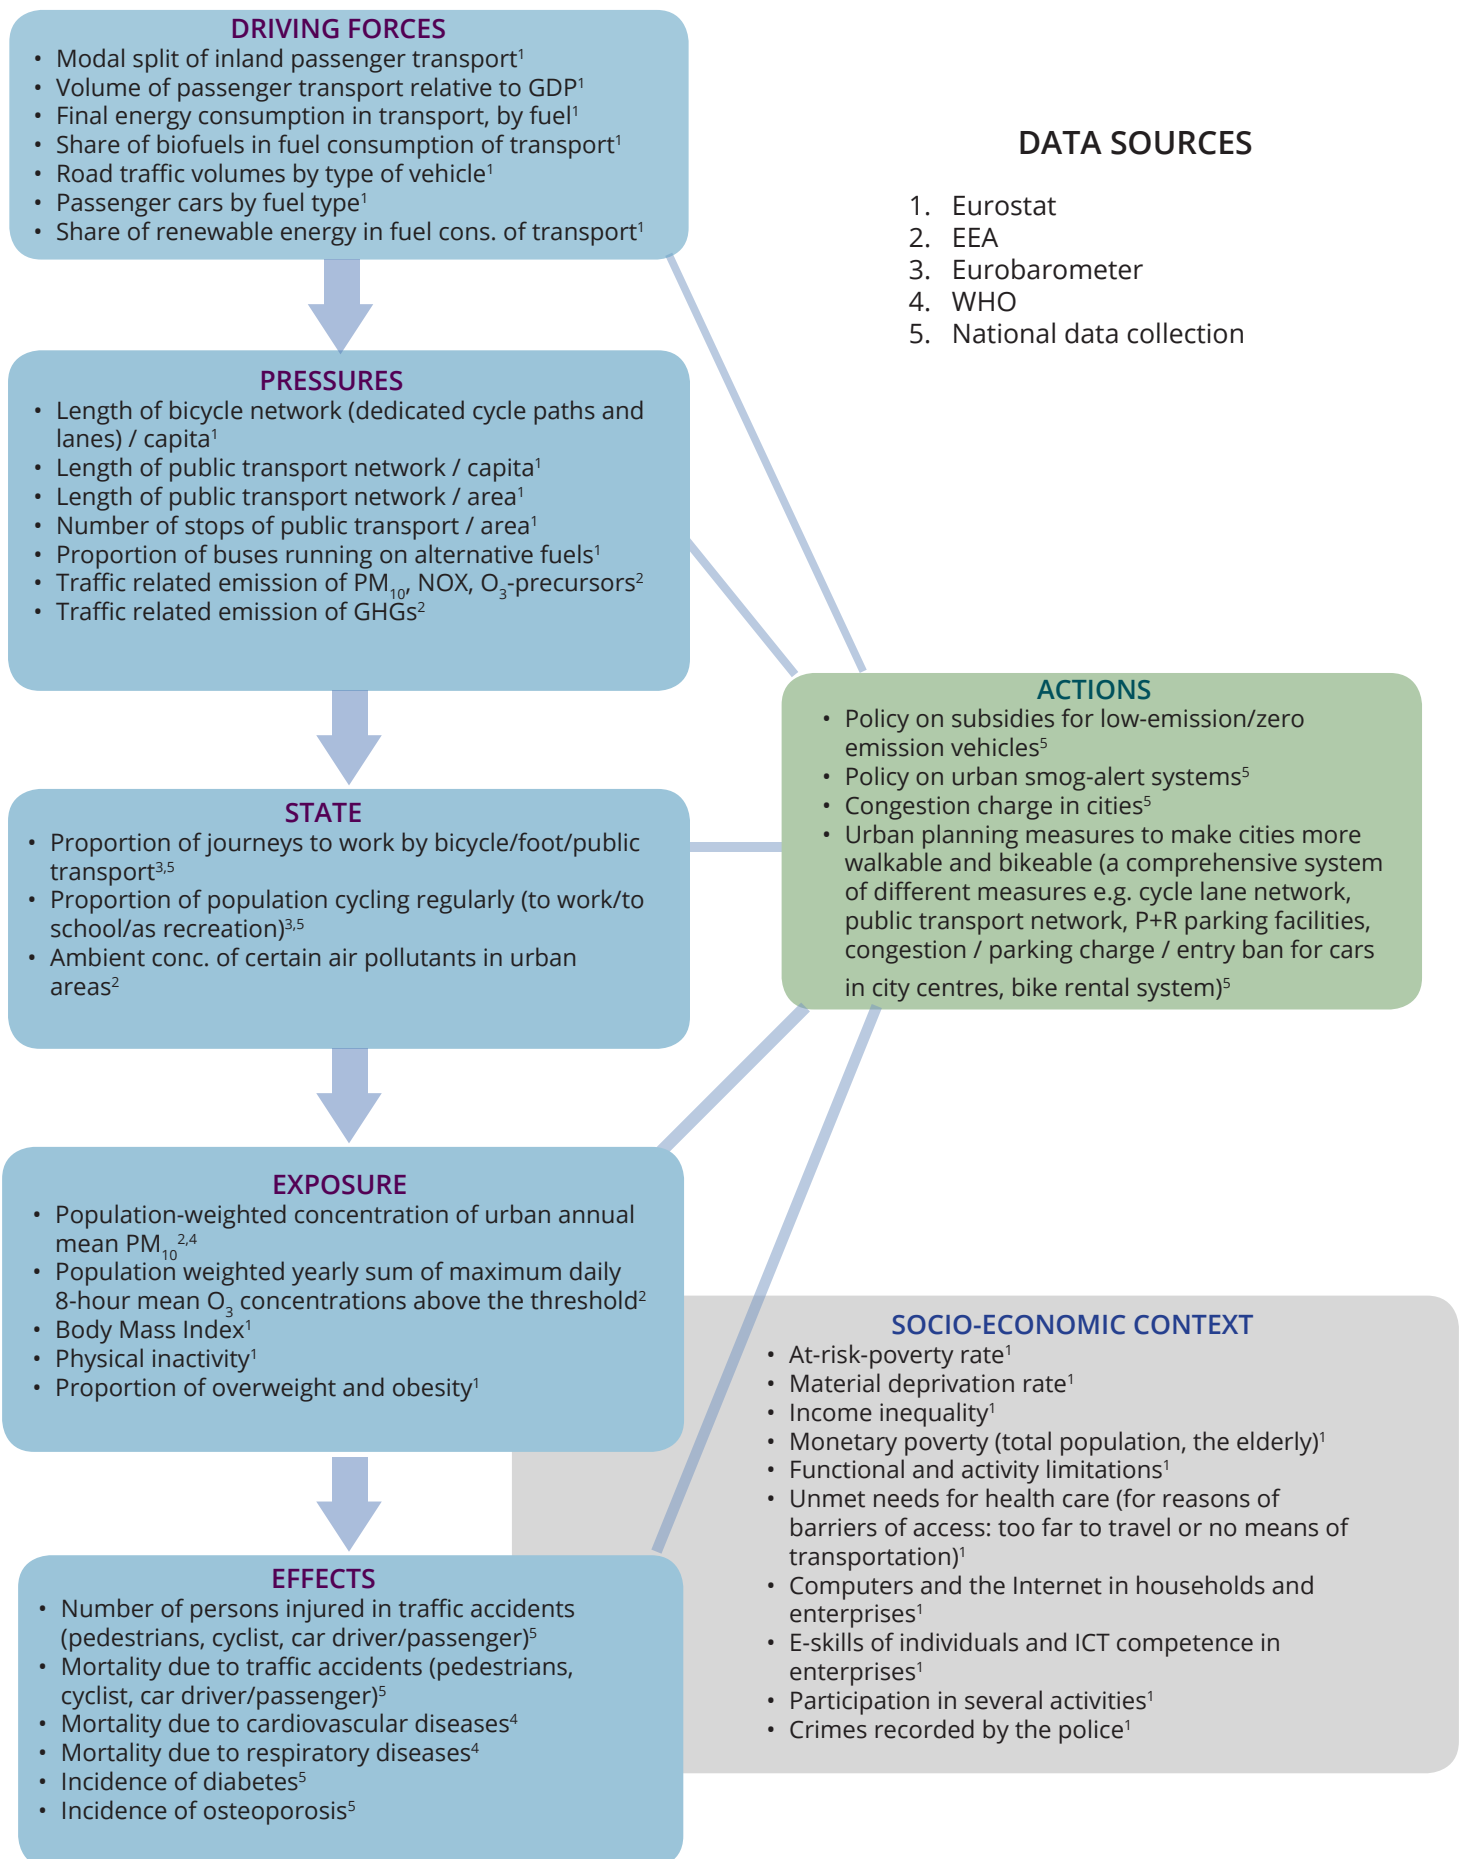 DRIVING FORCES
• Modal split of inland passenger transport¹
• Volume of passenger transport relative to GDP¹
• Final energy consumption in transport, by fuel¹
• Share of biofuels in fuel consumption of transport¹
• Road traffic volumes by type of vehicle¹
• Passenger cars by fuel type¹
• Share of renewable energy in fuel cons. of transport¹
DATA SOURCES
1. Eurostat
2. EEA
3. Eurobarometer
4. WHO
5. National data collection
PRESSURES
• Length of bicycle network (dedicated cycle paths and
lanes) / capita¹
• Length of public transport network / capita¹
• Length of public transport network / area¹
• Number of stops of public transport / area¹
• Proportion of buses running on alternative fuels¹
• Traffic related emission of PM₁₀, NOX, O₃-precursors²
• Traffic related emission of GHGs²
ACTIONS
• Policy on subsidies for low-emission/zero
emission vehicles⁵
• Policy on urban smog-alert systems⁵
• Congestion charge in cities⁵
• Urban planning measures to make cities more
walkable and bikeable (a comprehensive system
of different measures e.g. cycle lane network,
public transport network, P+R parking facilities,
congestion / parking charge / entry ban for cars
in city centres, bike rental system)⁵
STATE
• Proportion of journeys to work by bicycle/foot/public
transport³,⁵
• Proportion of population cycling regularly (to work/to
school/as recreation)³,⁵
• Ambient conc. of certain air pollutants in urban
areas²
EXPOSURE
• Population-weighted concentration of urban annual
mean PM₁₀²,⁴
• Population weighted yearly sum of maximum daily
8-hour mean O₃ concentrations above the threshold²
• Body Mass Index¹
• Physical inactivity¹
• Proportion of overweight and obesity¹
SOCIO-ECONOMIC CONTEXT
• At-risk-poverty rate¹
• Material deprivation rate¹
• Income inequality¹
• Monetary poverty (total population, the elderly)¹
• Functional and activity limitations¹
• Unmet needs for health care (for reasons of
barriers of access: too far to travel or no means of
transportation)¹
• Computers and the Internet in households and
enterprises¹
• E-skills of individuals and ICT competence in
enterprises¹
• Participation in several activities¹
• Crimes recorded by the police¹
EFFECTS
• Number of persons injured in traffic accidents
(pedestrians, cyclist, car driver/passenger)⁵
• Mortality due to traffic accidents (pedestrians,
cyclist, car driver/passenger)⁵
• Mortality due to cardiovascular diseases⁴
• Mortality due to respiratory diseases⁴
• Incidence of diabetes⁵
• Incidence of osteoporosis⁵